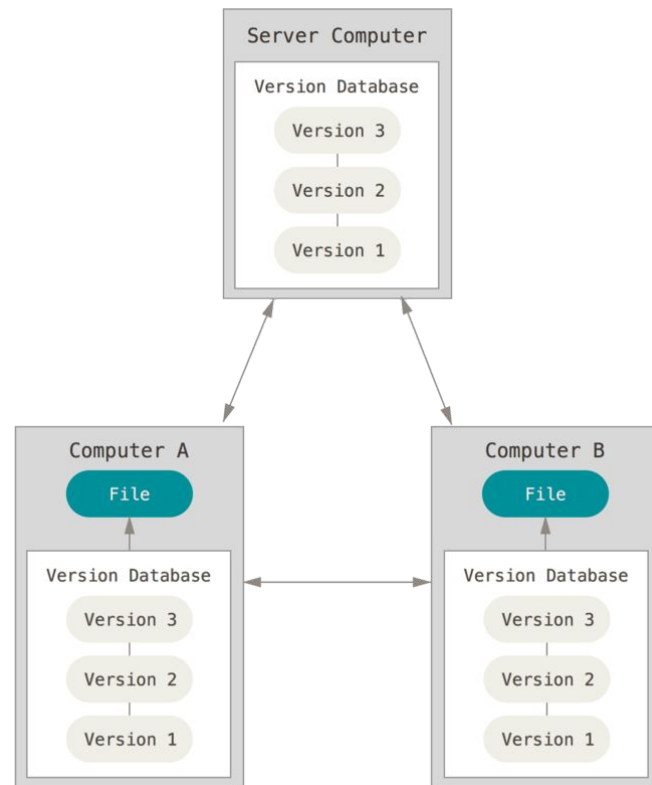 Server Computer
Version Database
Version 3
Version 2
Version 1
Computer A
File
Version Database
Version 3
Version 2
Version 1
Computer B
File
Version Database
Version 3
Version 2
Version 1